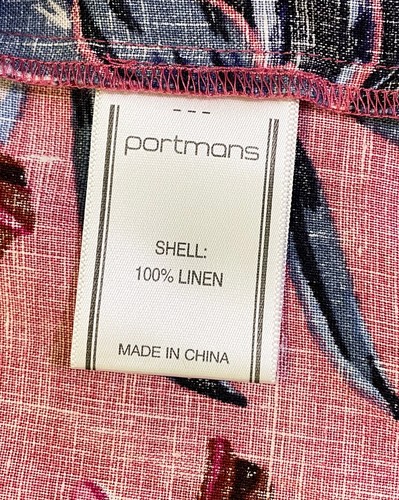 ---
portmans
SHELL:
100% LINEN
MADE IN CHINA